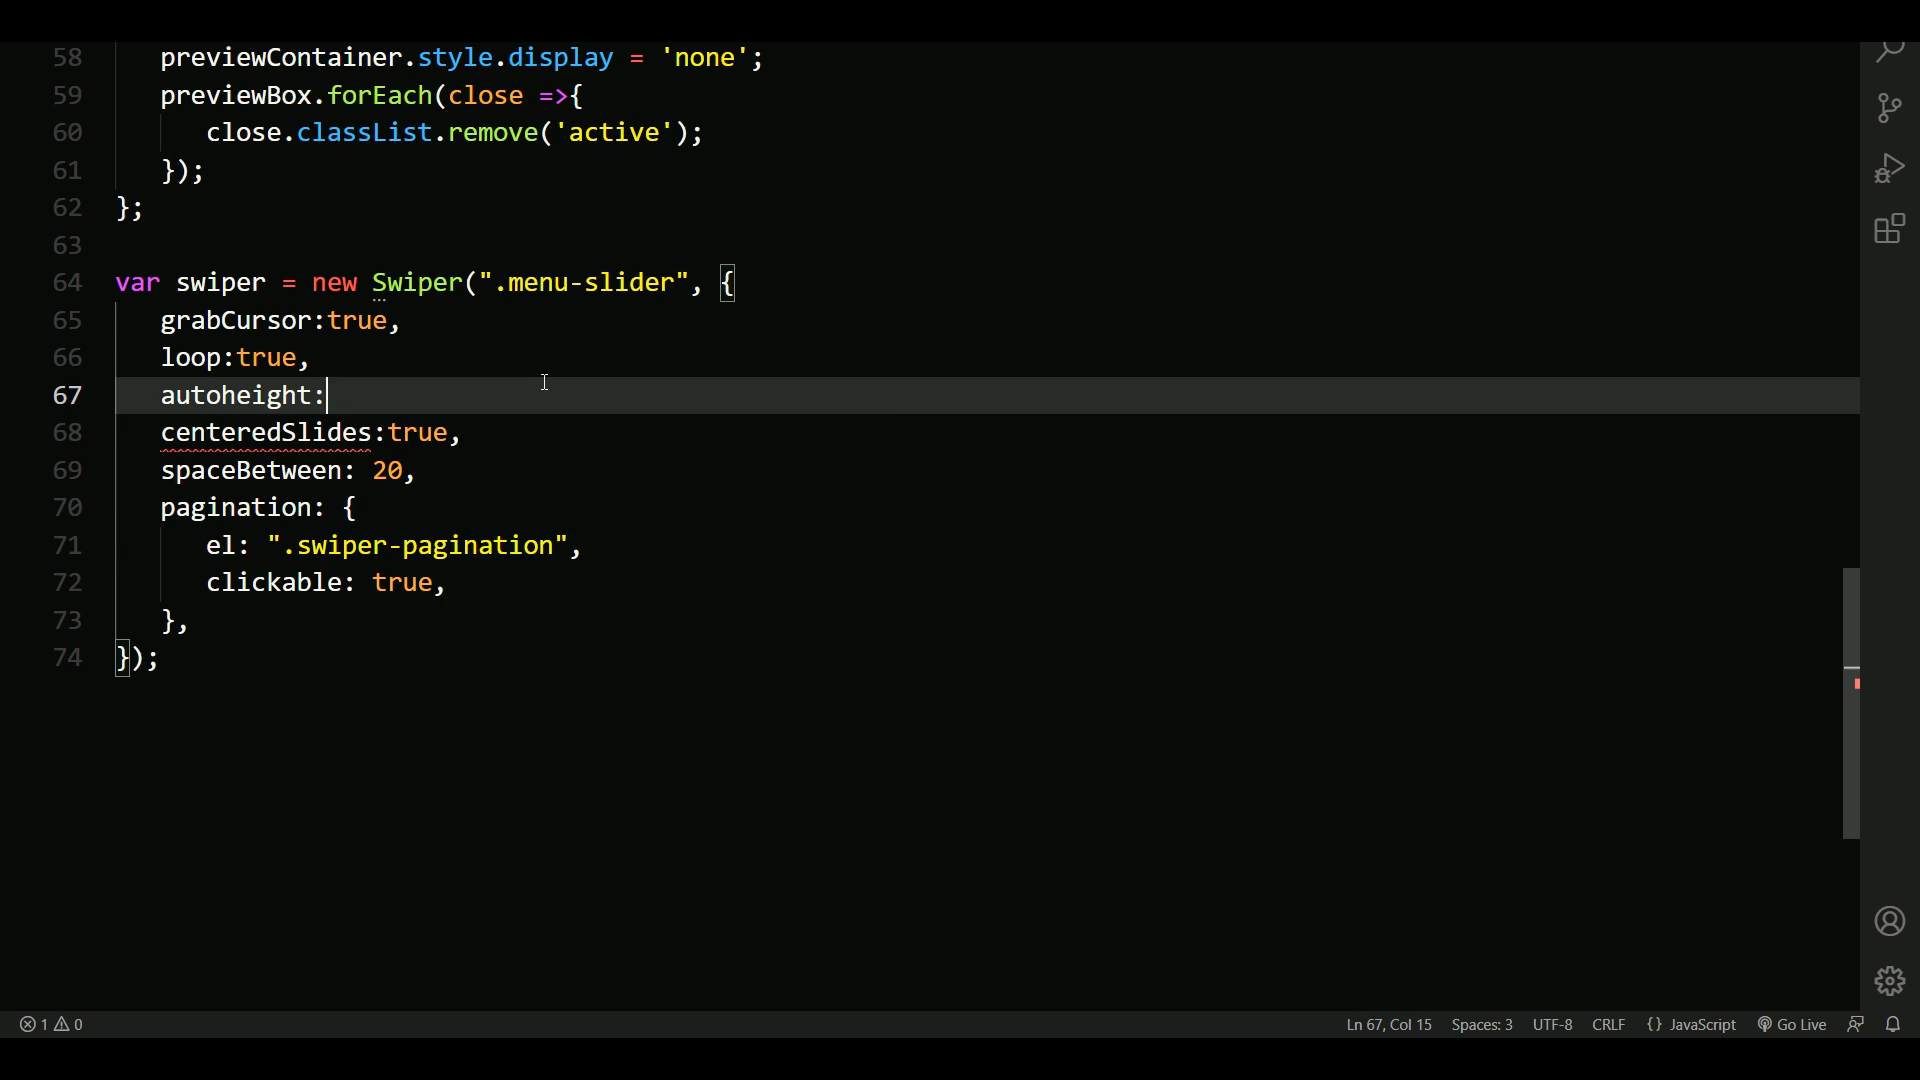 58 previewContainer.style.display = 'none';
59 previewBox.forEach(close =>{
60 close.classList.remove('active');
61 });
62 };
63
64 var swiper = new Swiper(".menu-slider", {
65 grabCursor:true,
66 loop:true,
67 autoheight:
68 centeredSlides:true,
69 spaceBetween: 20,
70 pagination: {
71 el: ".swiper-pagination",
72 clickable: true,
73 },
74 });
1 0 Ln 67, Col 15 Spaces: 3 UTF-8 CRLF {} JavaScript Go Live